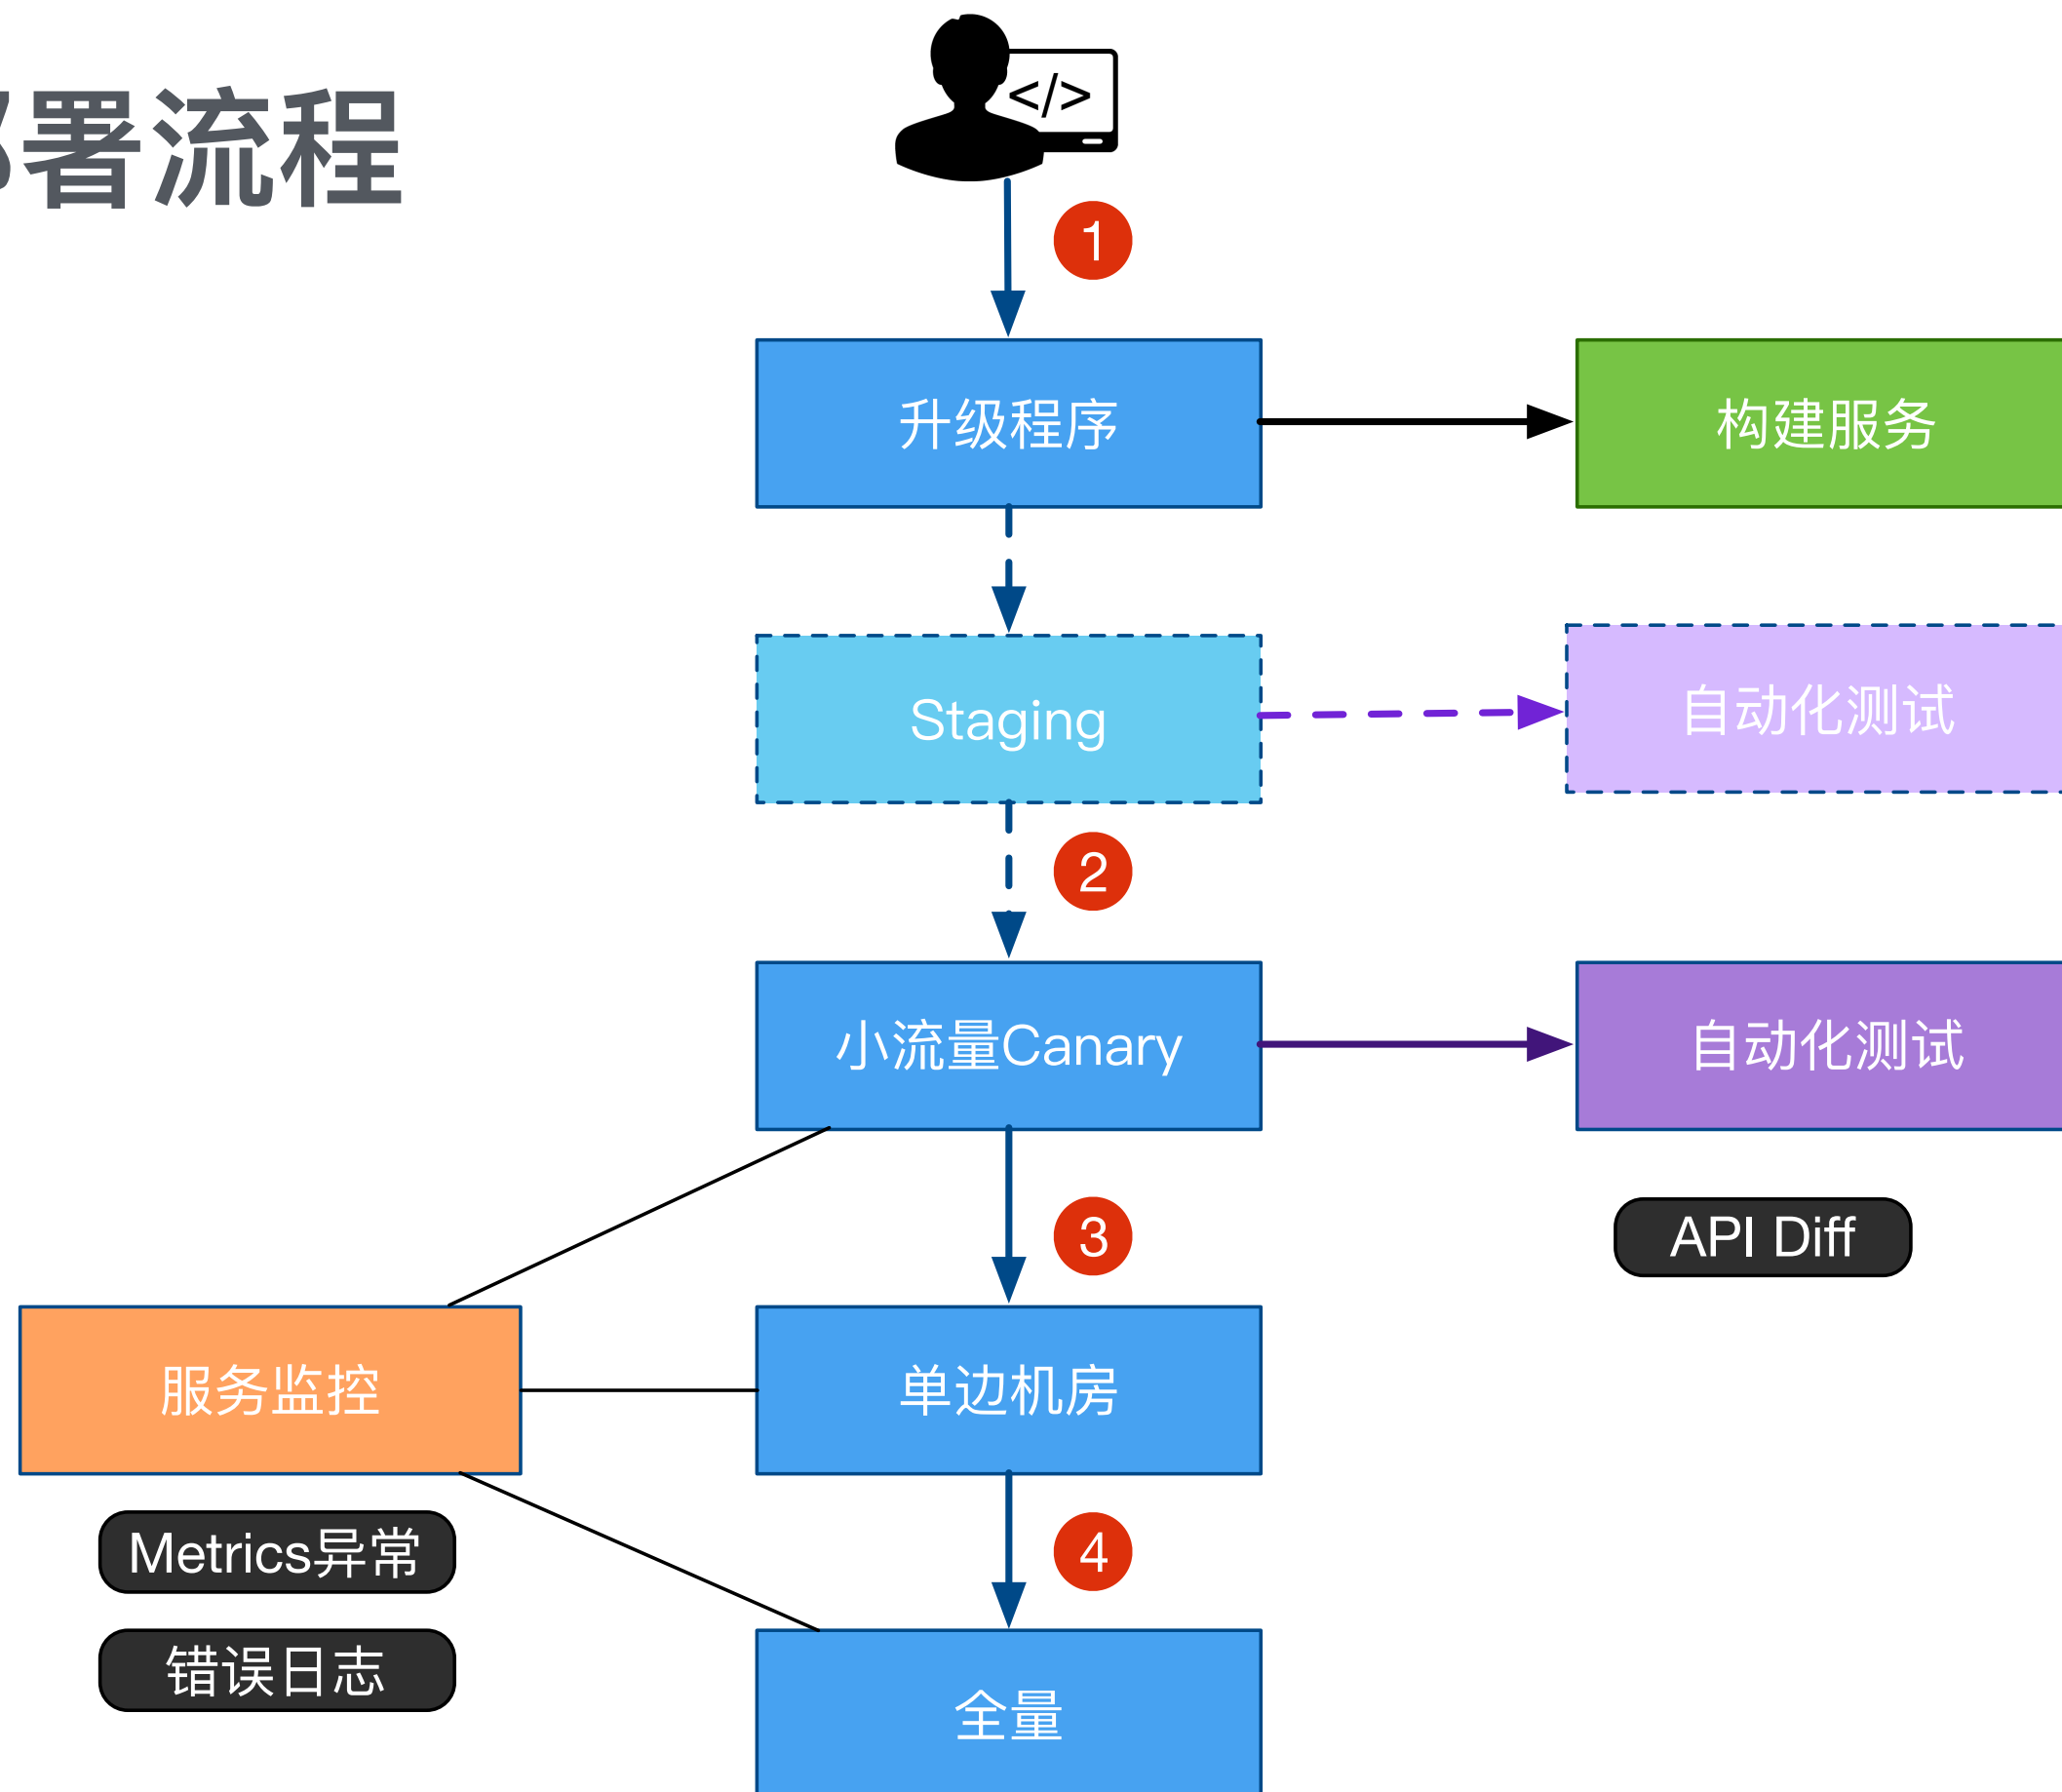 署流程
</>
1
升级程序
构建服务
Staging
自动化测试
2
小流量Canary
自动化测试
3
API Diff
服务监控
单边机房
Metrics异常
4
错误日志
全量